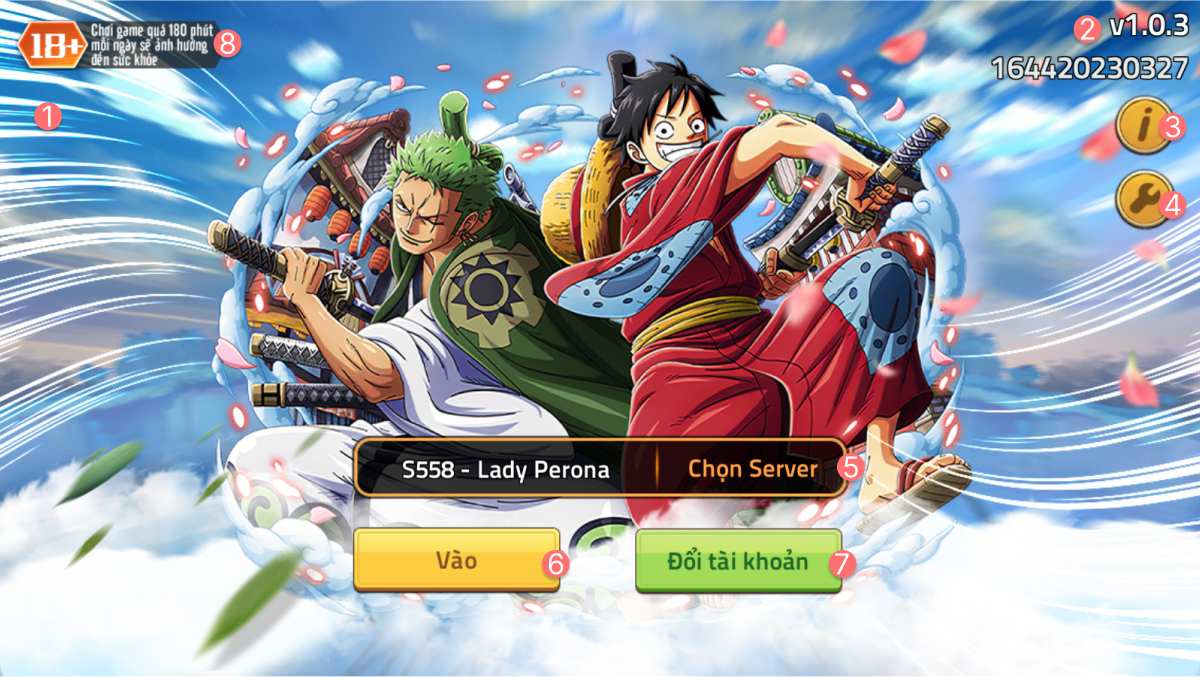 18+
Chơi game quá 180 phút
mỗi ngày sẽ ảnh hưởng
đến sức khỏe
8
2 v1.0.3
164420230327
1
i 3
4
S558 - Lady Perona | Chọn Server 5
Vào 6
Đổi tài khoản 7